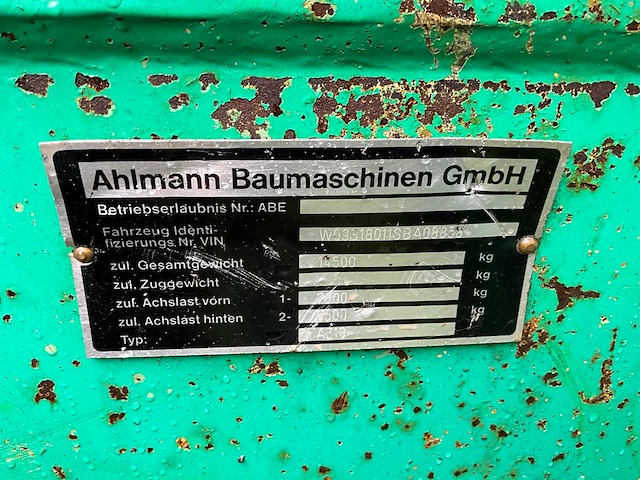 Ahlmann Baumaschinen GmbH
Betriebserlaubnis Nr.: ABE
Fahrzeug Identi-
fizierungs Nr. VIN
zul. Gesamtgewicht 14500 kg
zul. Zuggewicht kg
zul. Achslast vorn 1- kg
zul. Achslast hinten 2- kg
Typ: